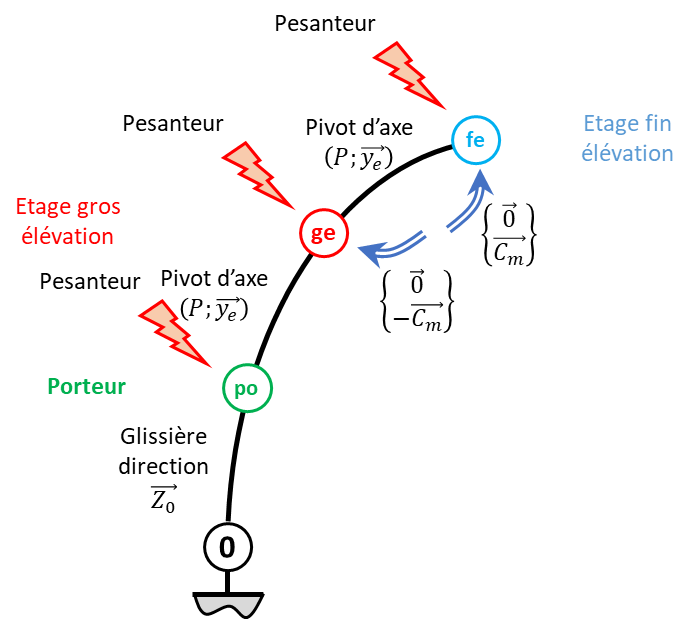 Pesanteur
Pesanteur
Pivot d’axe
(P; y⃗ₑ)
fe
Etage fin
élévation
Etage gros
élévation
ge
{ 0⃗
C⃗ₘ }
Pesanteur
Pivot d’axe
(P; y⃗ₑ)
{ 0⃗
−C⃗ₘ }
Porteur
po
Glissière
direction
Z⃗₀
0